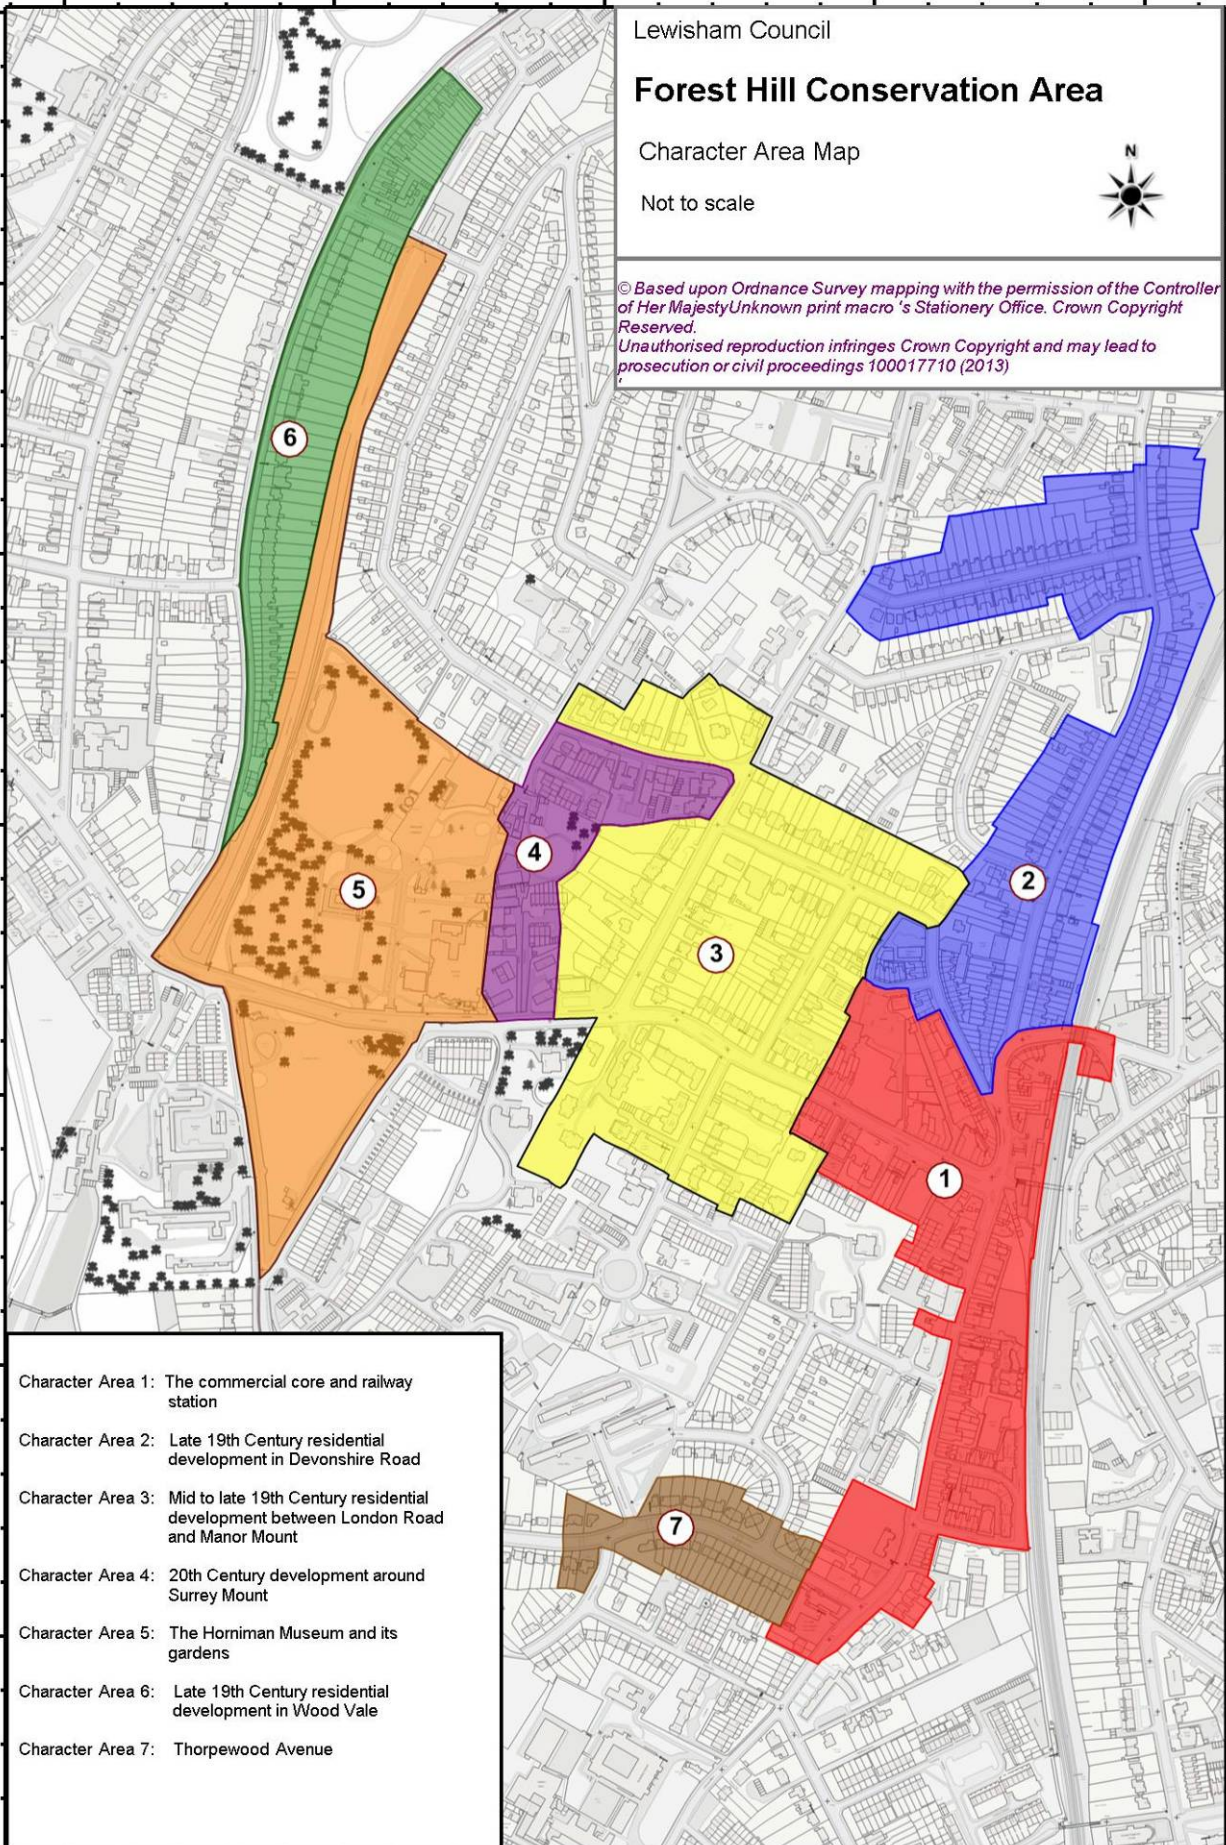 Lewisham Council
Forest Hill Conservation Area
Character Area Map
Not to scale
N
© Based upon Ordnance Survey mapping with the permission of the Controller
of Her MajestyUnknown print macro 's Stationery Office. Crown Copyright
Reserved.
Unauthorised reproduction infringes Crown Copyright and may lead to
prosecution or civil proceedings 100017710 (2013)
'
6
5
4
3
2
1
7
Character Area 1: The commercial core and railway
station
Character Area 2: Late 19th Century residential
development in Devonshire Road
Character Area 3: Mid to late 19th Century residential
development between London Road
and Manor Mount
Character Area 4: 20th Century development around
Surrey Mount
Character Area 5: The Horniman Museum and its
gardens
Character Area 6: Late 19th Century residential
development in Wood Vale
Character Area 7: Thorpewood Avenue